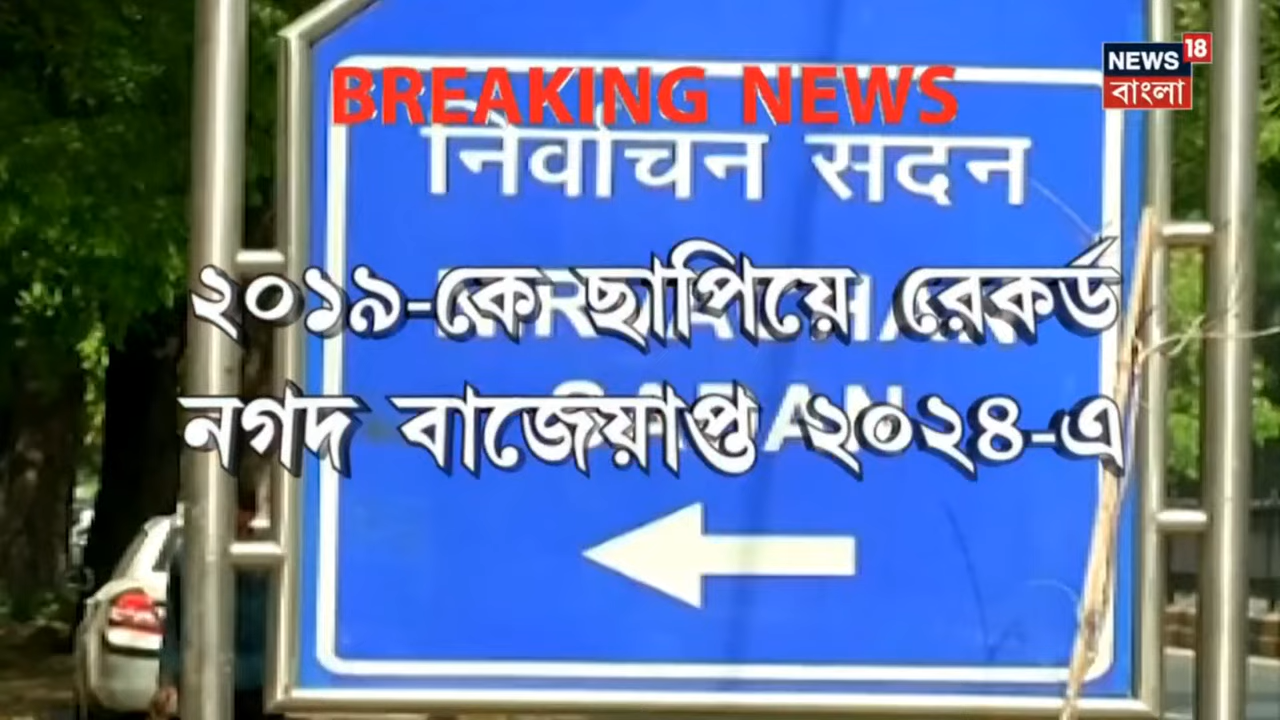 NEWS 18
বাংলা
BREAKING NEWS
निर्वाचन सदन
২০১৯-কে ছাপিয়ে রেকর্ড
নগদ বাজেয়াপ্ত ২০২৪-এ